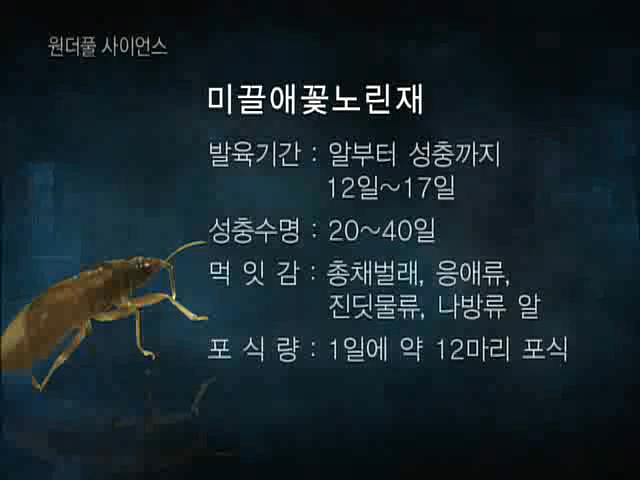 원더풀 사이언스
미끌애꽃노린재
발육기간 : 알부터 성충까지
12일~17일
성충수명 : 20~40일
먹 잇 감 : 총채벌래, 응애류,
진딧물류, 나방류 알
포 식 량 : 1일에 약 12마리 포식